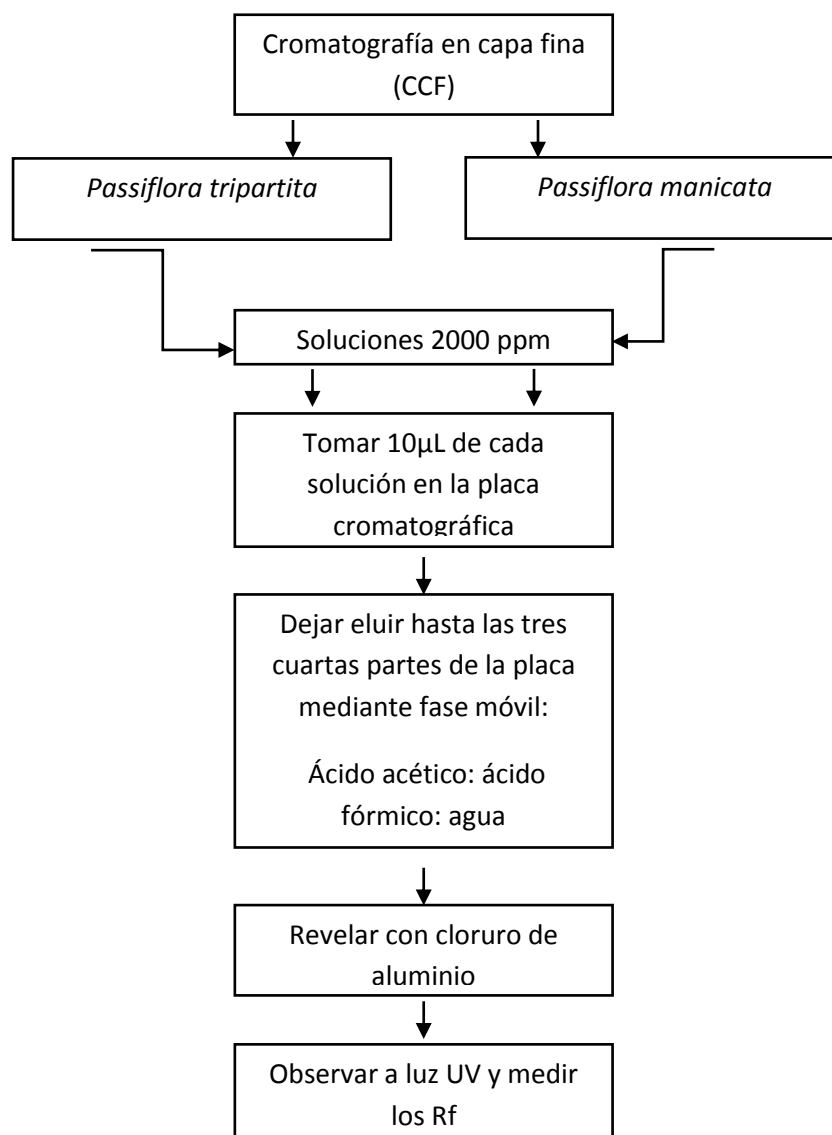 Cromatografía en capa fina
(CCF)
Passiflora tripartita
Passiflora manicata
Soluciones 2000 ppm
Tomar 10µL de cada
solución en la placa
cromatográfica
Dejar eluir hasta las tres
cuartas partes de la placa
mediante fase móvil:
Ácido acético: ácido
fórmico: agua
Revelar con cloruro de
aluminio
Observar a luz UV y medir
los Rf